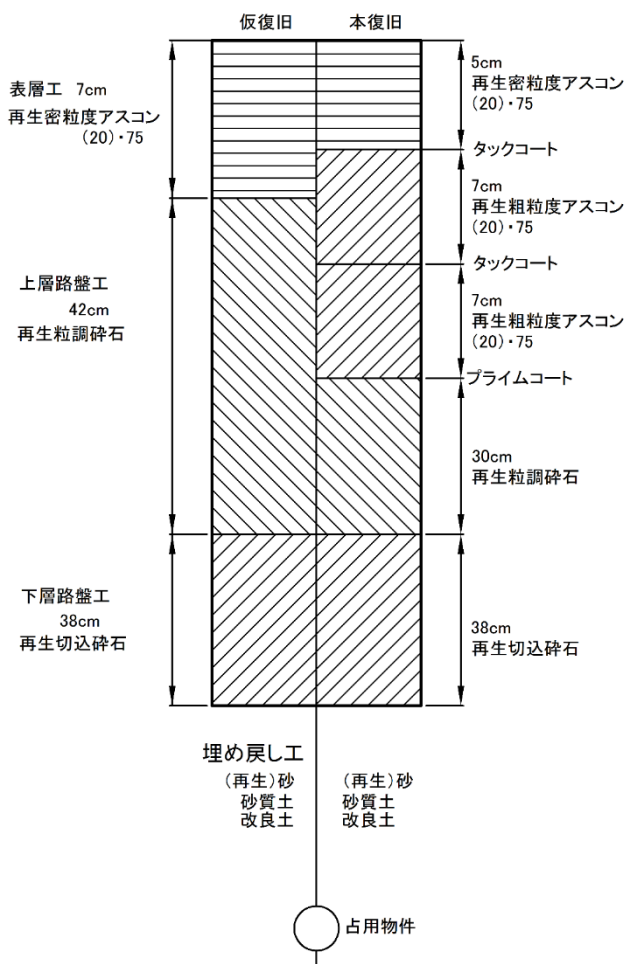 仮復旧
本復旧
表層工 7cm
再生密粒度アスコン
(20)・75
上層路盤工
42cm
再生粒調砕石
下層路盤工
38cm
再生切込砕石
5cm
再生密粒度アスコン
(20)・75
タックコート
7cm
再生粗粒度アスコン
(20)・75
タックコート
7cm
再生粗粒度アスコン
(20)・75
プライムコート
30cm
再生粒調砕石
38cm
再生切込砕石
埋め戻し工
(再生)砂
砂質土
改良土
(再生)砂
砂質土
改良土
占用物件